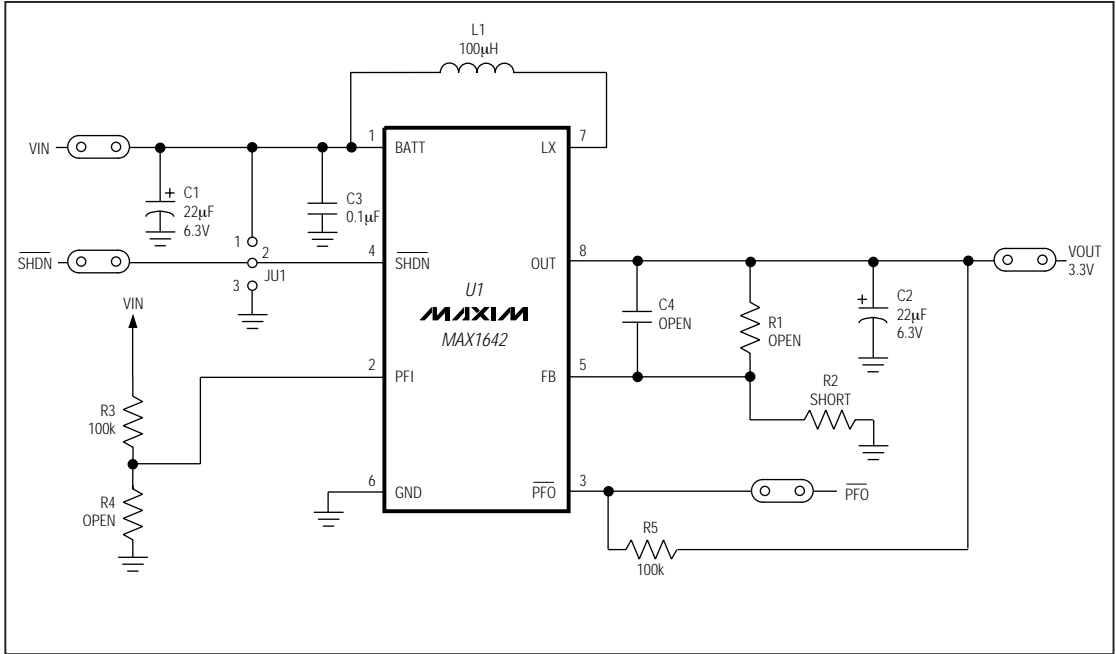 L1
100µH
VIN
1
BATT
LX
7
C1
+
22µF
6.3V
C3
0.1µF
1
2
3
JU1
SHDN
4
SHDN
OUT
8
VOUT
3.3V
U1
MAXIM
MAX1642
C4
OPEN
R1
OPEN
+
C2
22µF
6.3V
VIN
2
PFI
FB
5
R2
SHORT
R3
100k
R4
OPEN
6
GND
PFO
3
PFO
R5
100k